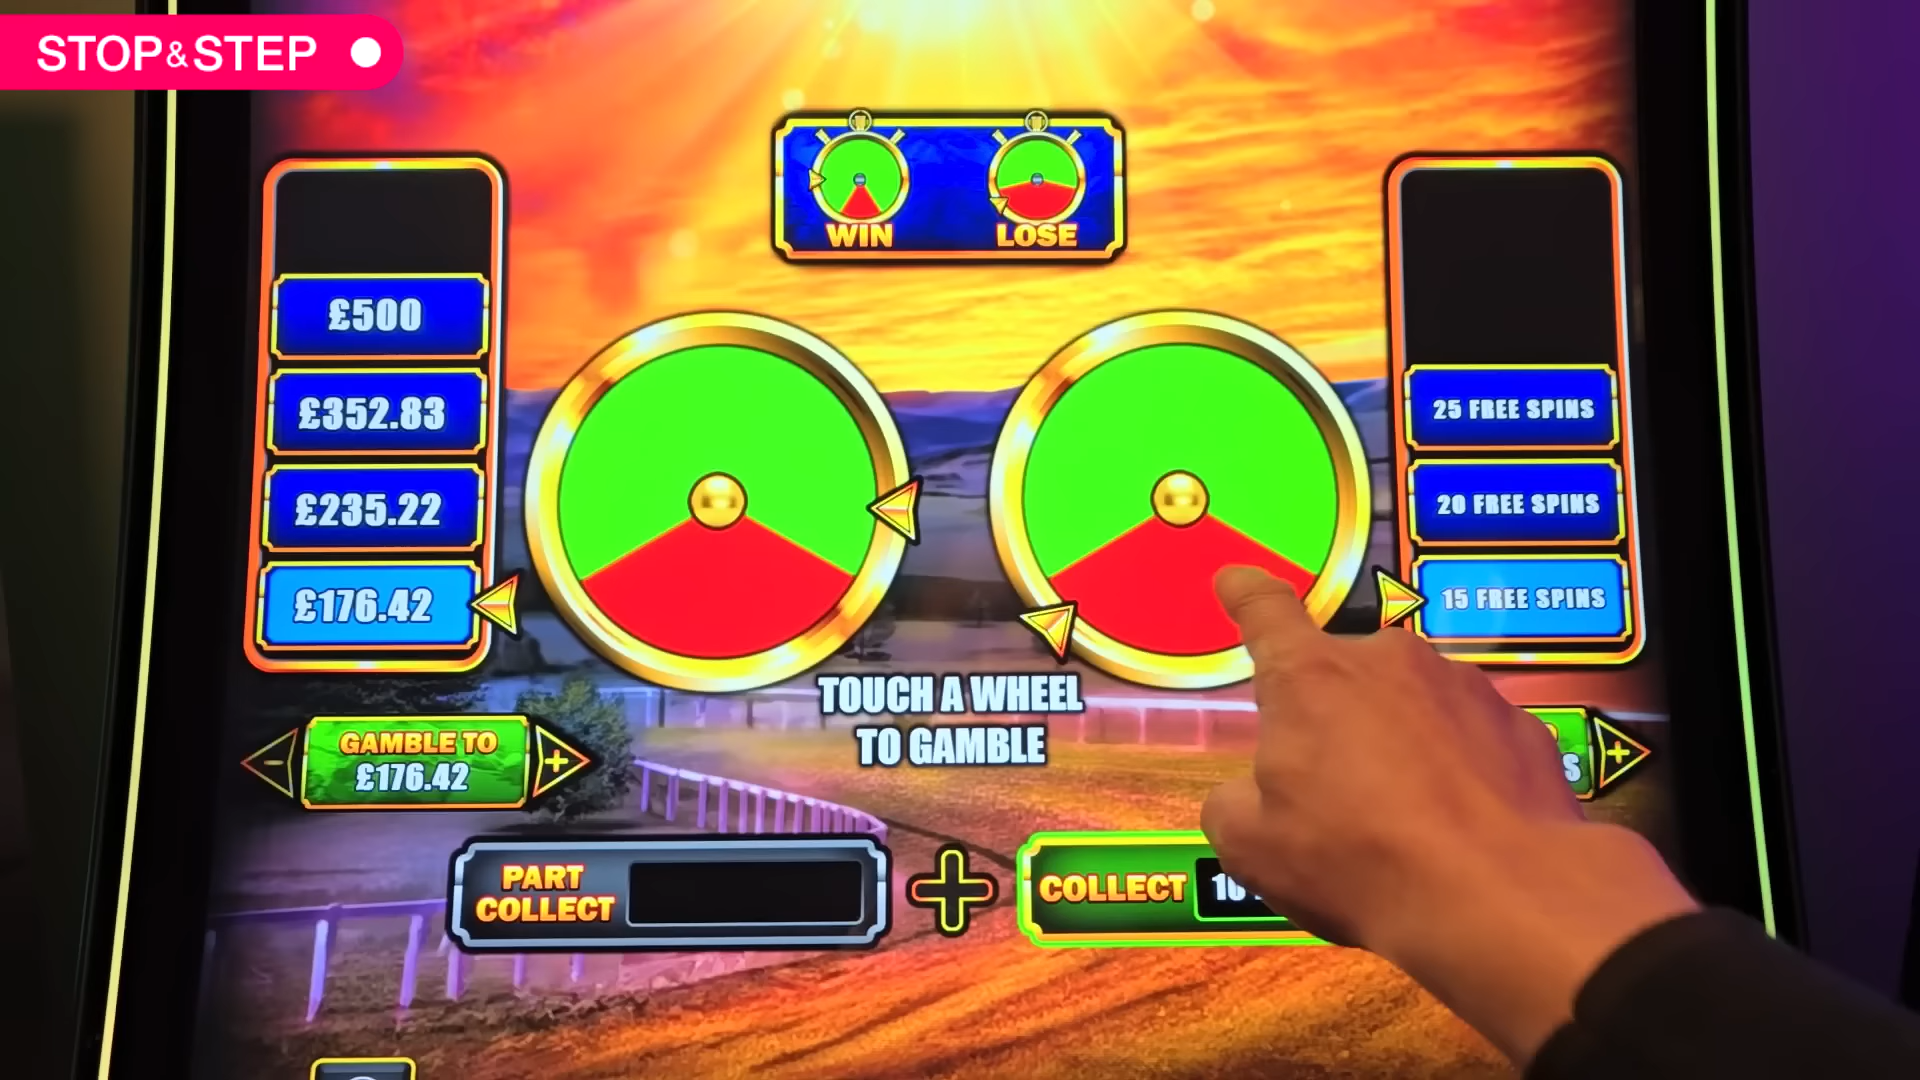 STOP&STEP
WIN
LOSE
£500
£352.83
£235.22
£176.42
25 FREE SPINS
20 FREE SPINS
15 FREE SPINS
TOUCH A WHEEL
TO GAMBLE
- GAMBLE TO +
£176.42
S +
PART
COLLECT
COLLECT